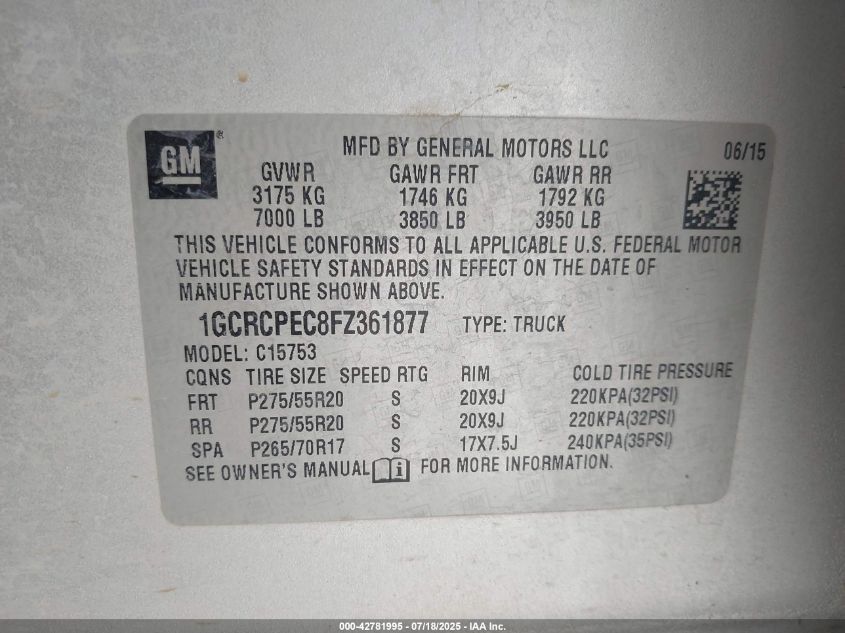 GM® MFD BY GENERAL MOTORS LLC 06/15
GVWR GAWR FRT GAWR RR
3175 KG 1746 KG 1792 KG
7000 LB 3850 LB 3950 LB
THIS VEHICLE CONFORMS TO ALL APPLICABLE U.S. FEDERAL MOTOR
VEHICLE SAFETY STANDARDS IN EFFECT ON THE DATE OF
MANUFACTURE SHOWN ABOVE.
1GCRCPEC8FZ361877 TYPE: TRUCK
MODEL: C15753
CQNS TIRE SIZE SPEED RTG RIM COLD TIRE PRESSURE
FRT P275/55R20 S 20X9J 220KPA(32PSI)
RR P275/55R20 S 20X9J 220KPA(32PSI)
SPA P265/70R17 S 17X7.5J 240KPA(35PSI)
SEE OWNER'S MANUAL i FOR MORE INFORMATION.
000-42781995 - 07/18/2025 - IAA Inc.